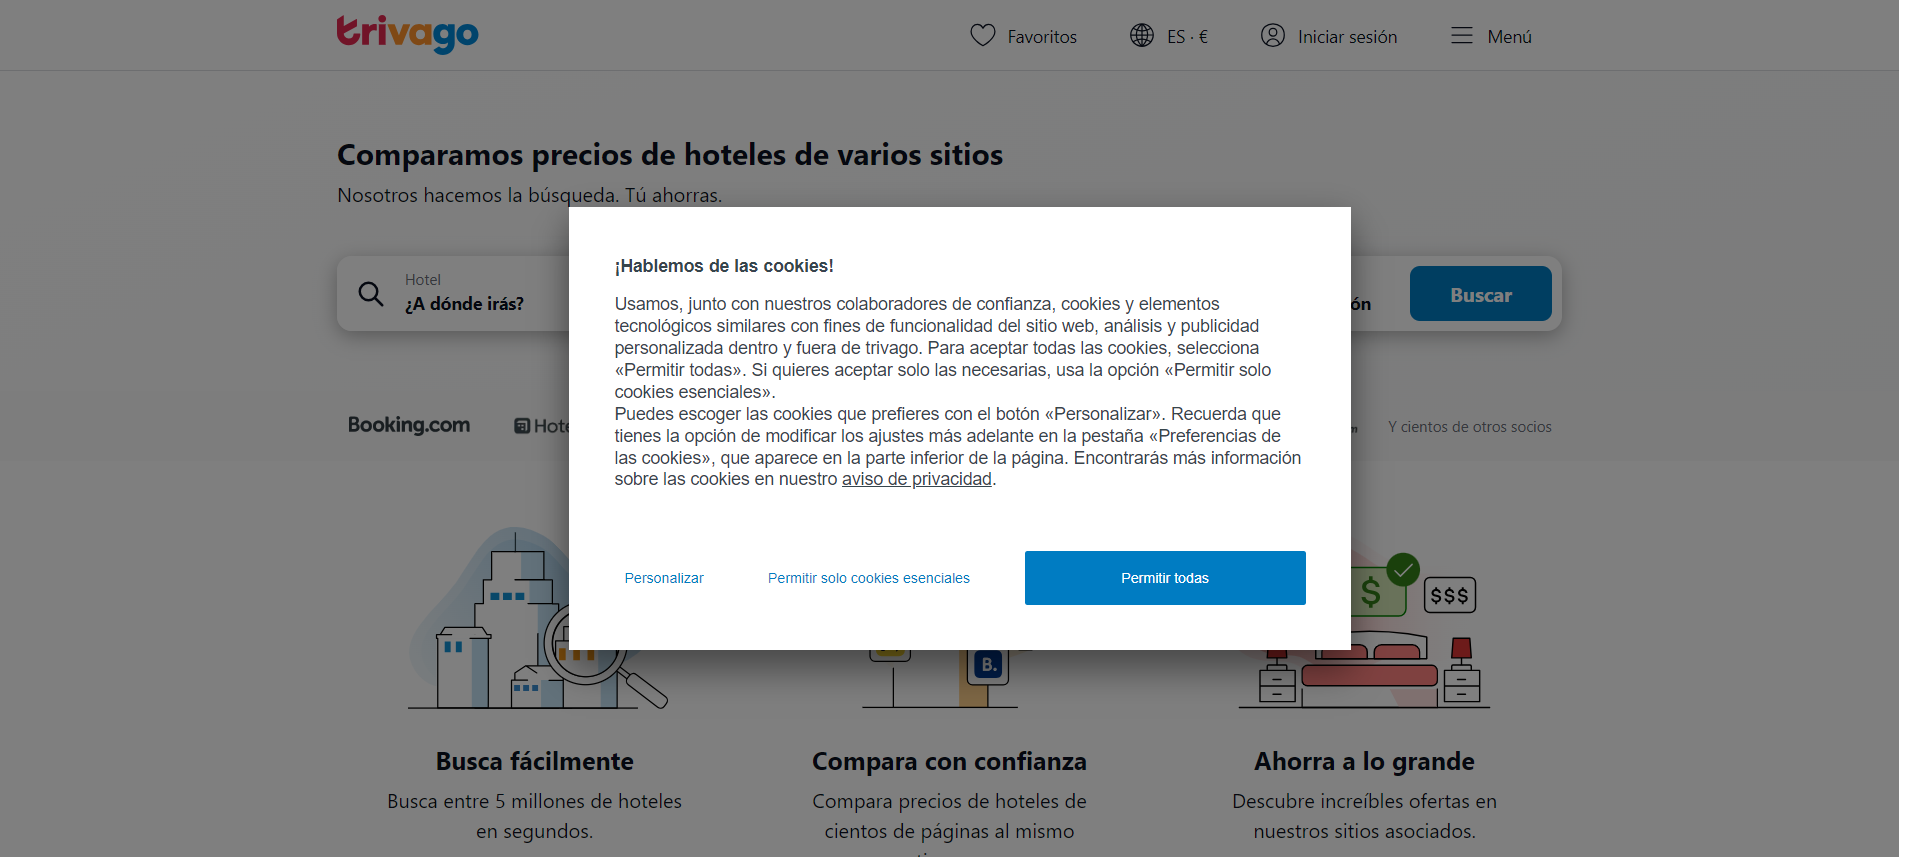 trivago
Favoritos
ES · €
Iniciar sesión
Menú
Comparamos precios de hoteles de varios sitios
Nosotros hacemos la búsqueda. Tú ahorras.
Hotel
¿A dónde irás?
Buscar
¡Hablemos de las cookies!
Usamos, junto con nuestros colaboradores de confianza, cookies y elementos
tecnológicos similares con fines de funcionalidad del sitio web, análisis y publicidad
personalizada dentro y fuera de trivago. Para aceptar todas las cookies, selecciona
«Permitir todas». Si quieres aceptar solo las necesarias, usa la opción «Permitir solo
cookies esenciales».
Puedes escoger las cookies que prefieres con el botón «Personalizar». Recuerda que
tienes la opción de modificar los ajustes más adelante en la pestaña «Preferencias de
las cookies», que aparece en la parte inferior de la página. Encontrarás más información
sobre las cookies en nuestro aviso de privacidad.
Personalizar
Permitir solo cookies esenciales
Permitir todas
Booking.com
Y cientos de otros socios
$
$$$
B.
Busca fácilmente
Busca entre 5 millones de hoteles
en segundos.
Compara con confianza
Compara precios de hoteles de
cientos de páginas al mismo
Ahorra a lo grande
Descubre increíbles ofertas en
nuestros sitios asociados.